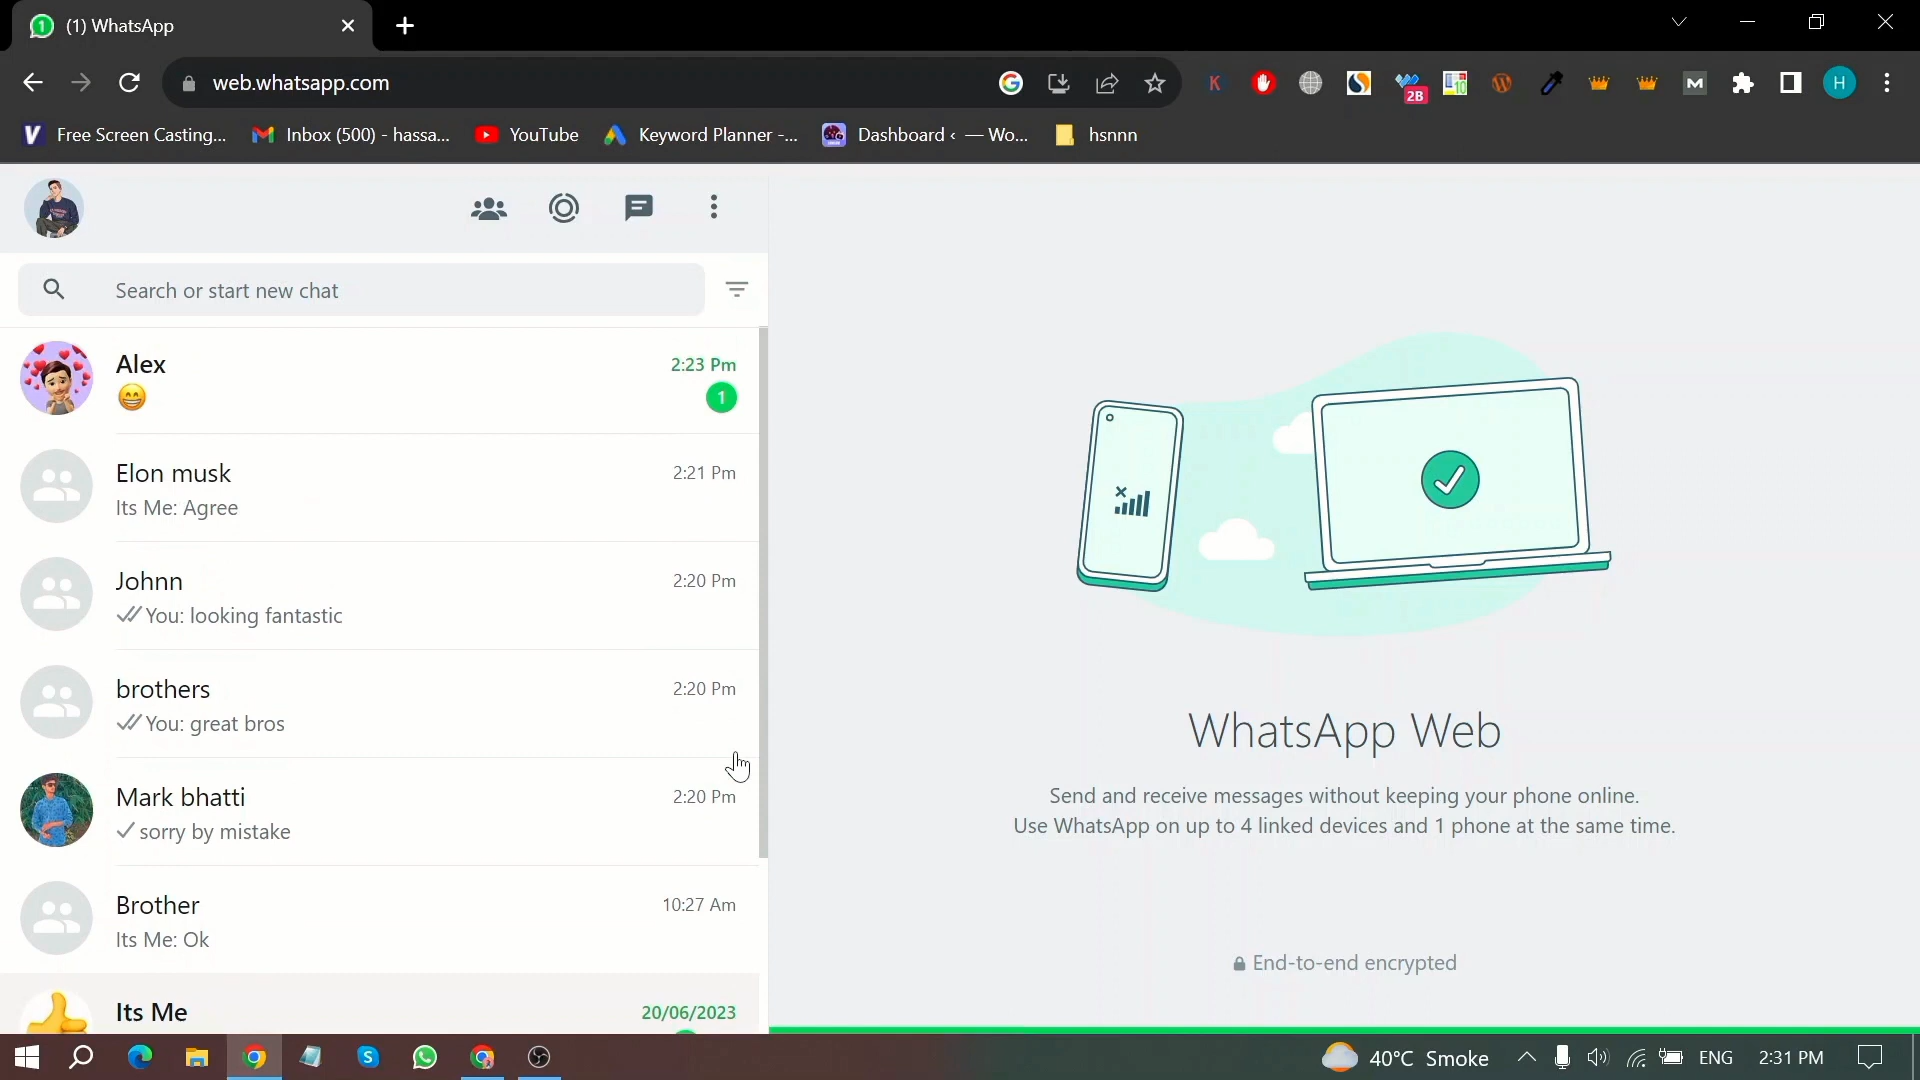 1 (1) WhatsApp
web.whatsapp.com
K
2B
10
M
H
V Free Screen Casting...
Inbox (500) - hassa...
YouTube
Keyword Planner -...
Dashboard ‹ — Wo...
hsnnn
Search or start new chat
Alex 2:23 Pm
😁 1
Elon musk 2:21 Pm
Its Me: Agree
Johnn 2:20 Pm
You: looking fantastic
brothers 2:20 Pm
You: great bros
Mark bhatti 2:20 Pm
sorry by mistake
Brother 10:27 Am
Its Me: Ok
Its Me 20/06/2023
WhatsApp Web
Send and receive messages without keeping your phone online.
Use WhatsApp on up to 4 linked devices and 1 phone at the same time.
End-to-end encrypted
40°C Smoke
ENG
2:31 PM